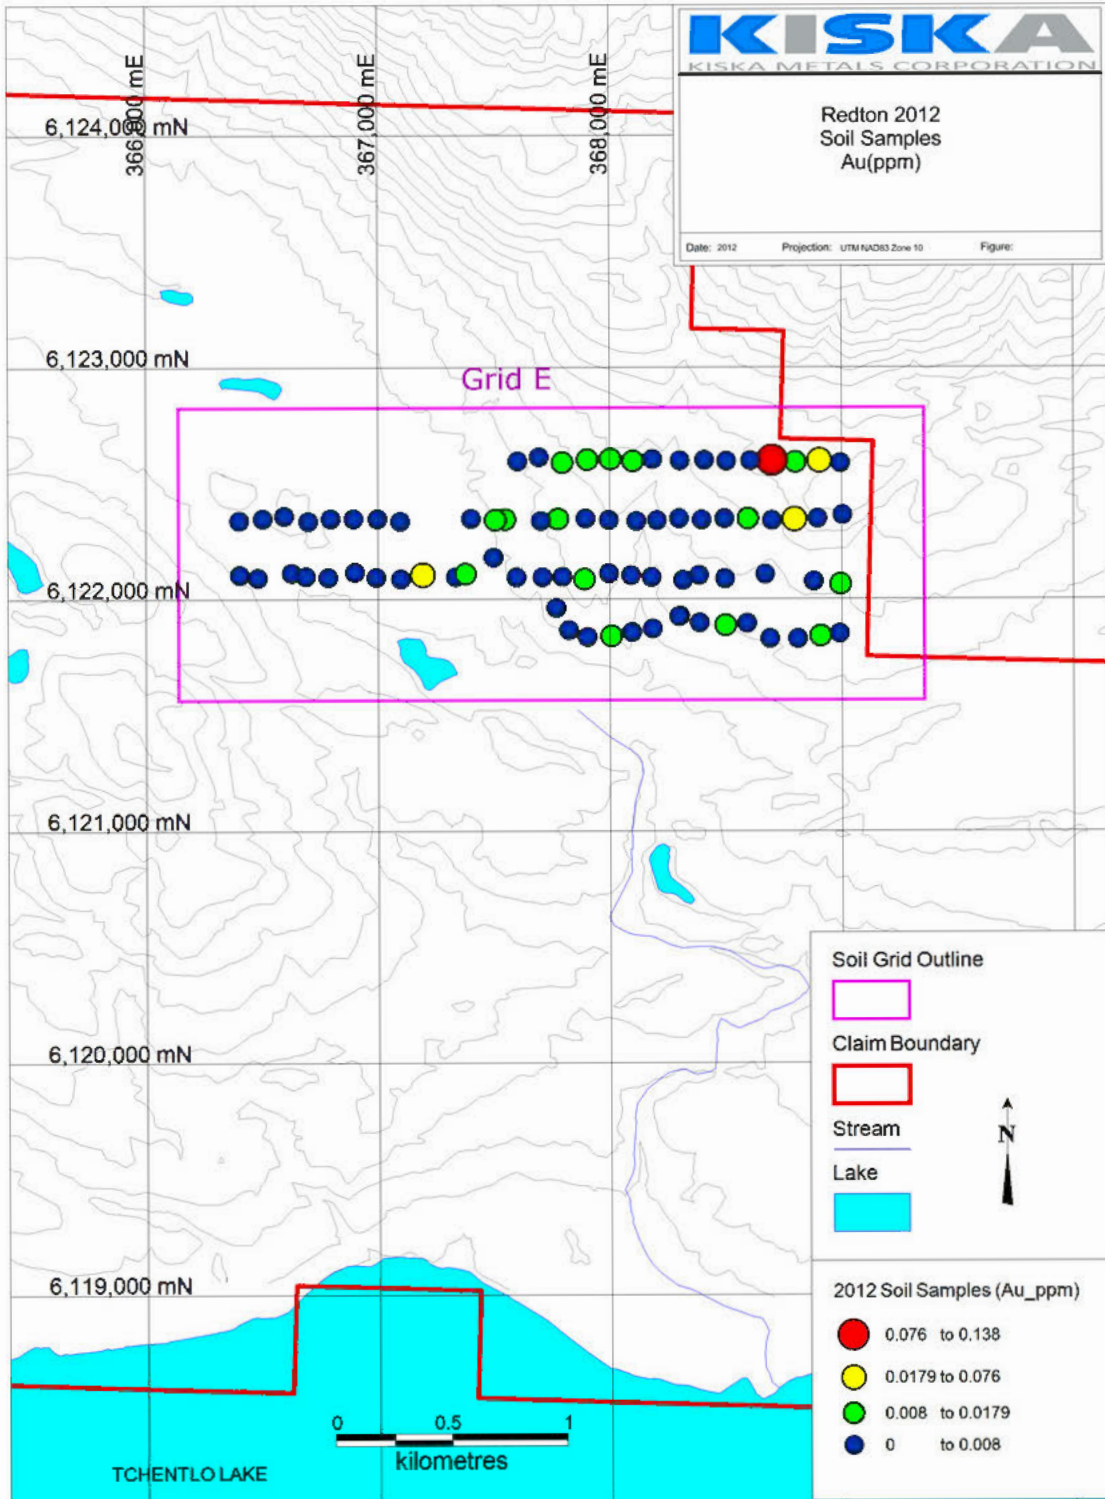 KISKA
KISKA METALS CORPORATION
Redton 2012
Soil Samples
Au(ppm)
Date: 2012 Projection: UTM NAD83 Zone 10 Figure:
366,000 mE
367,000 mE
368,000 mE
6,124,000 mN
6,123,000 mN
Grid E
6,122,000 mN
6,121,000 mN
6,120,000 mN
6,119,000 mN
Soil Grid Outline
Claim Boundary
Stream
Lake
N
2012 Soil Samples (Au_ppm)
0.076 to 0.138
0.0179 to 0.076
0.008 to 0.0179
0 to 0.008
0 0.5 1
kilometres
TCHENTLO LAKE